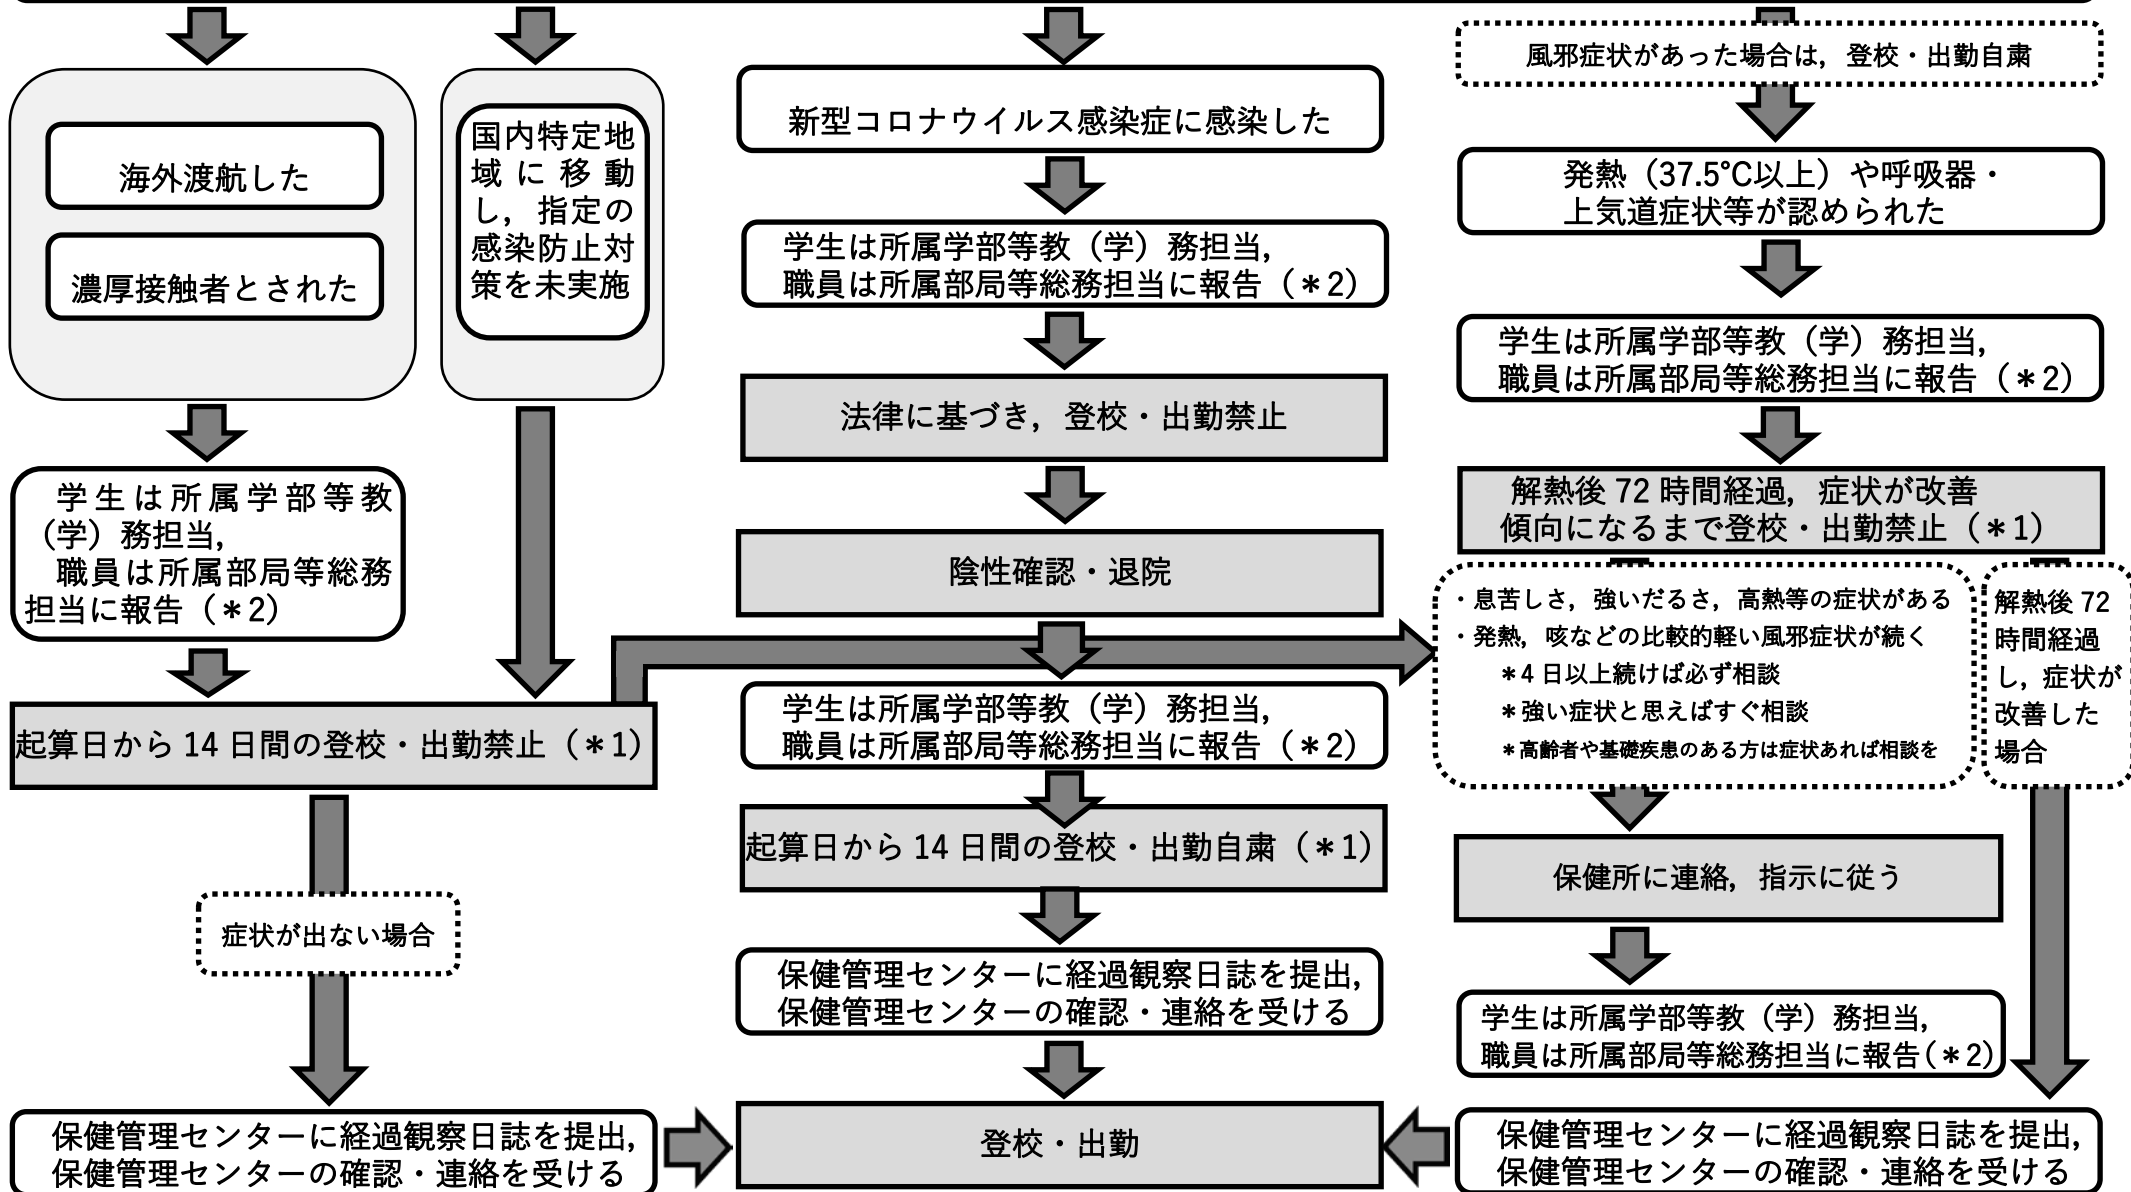 海外渡航した
濃厚接触者とされた
学生は所属学部等教
(学)務担当,
職員は所属部局等総務
担当に報告(*2)
国内特定地
域に移動
し,指定の
感染防止対
策を未実施
起算日から 14 日間の登校・出勤禁止(*1)
症状が出ない場合
保健管理センターに経過観察日誌を提出,
保健管理センターの確認・連絡を受ける
新型コロナウイルス感染症に感染した
学生は所属学部等教(学)務担当,
職員は所属部局等総務担当に報告(*2)
法律に基づき,登校・出勤禁止
陰性確認・退院
学生は所属学部等教(学)務担当,
職員は所属部局等総務担当に報告(*2)
起算日から 14 日間の登校・出勤自粛(*1)
保健管理センターに経過観察日誌を提出,
保健管理センターの確認・連絡を受ける
登校・出勤
風邪症状があった場合は,登校・出勤自粛
発熱(37.5°C以上)や呼吸器・
上気道症状等が認められた
学生は所属学部等教(学)務担当,
職員は所属部局等総務担当に報告(*2)
解熱後 72 時間経過,症状が改善
傾向になるまで登校・出勤禁止(*1)
・息苦しさ,強いだるさ,高熱等の症状がある
・発熱,咳などの比較的軽い風邪症状が続く
*4 日以上続けば必ず相談
*強い症状と思えばすぐ相談
*高齢者や基礎疾患のある方は症状あれば相談を
解熱後 72
時間経過
し,症状が
改善した
場合
保健所に連絡,指示に従う
学生は所属学部等教(学)務担当,
職員は所属部局等総務担当に報告(*2)
保健管理センターに経過観察日誌を提出,
保健管理センターの確認・連絡を受ける